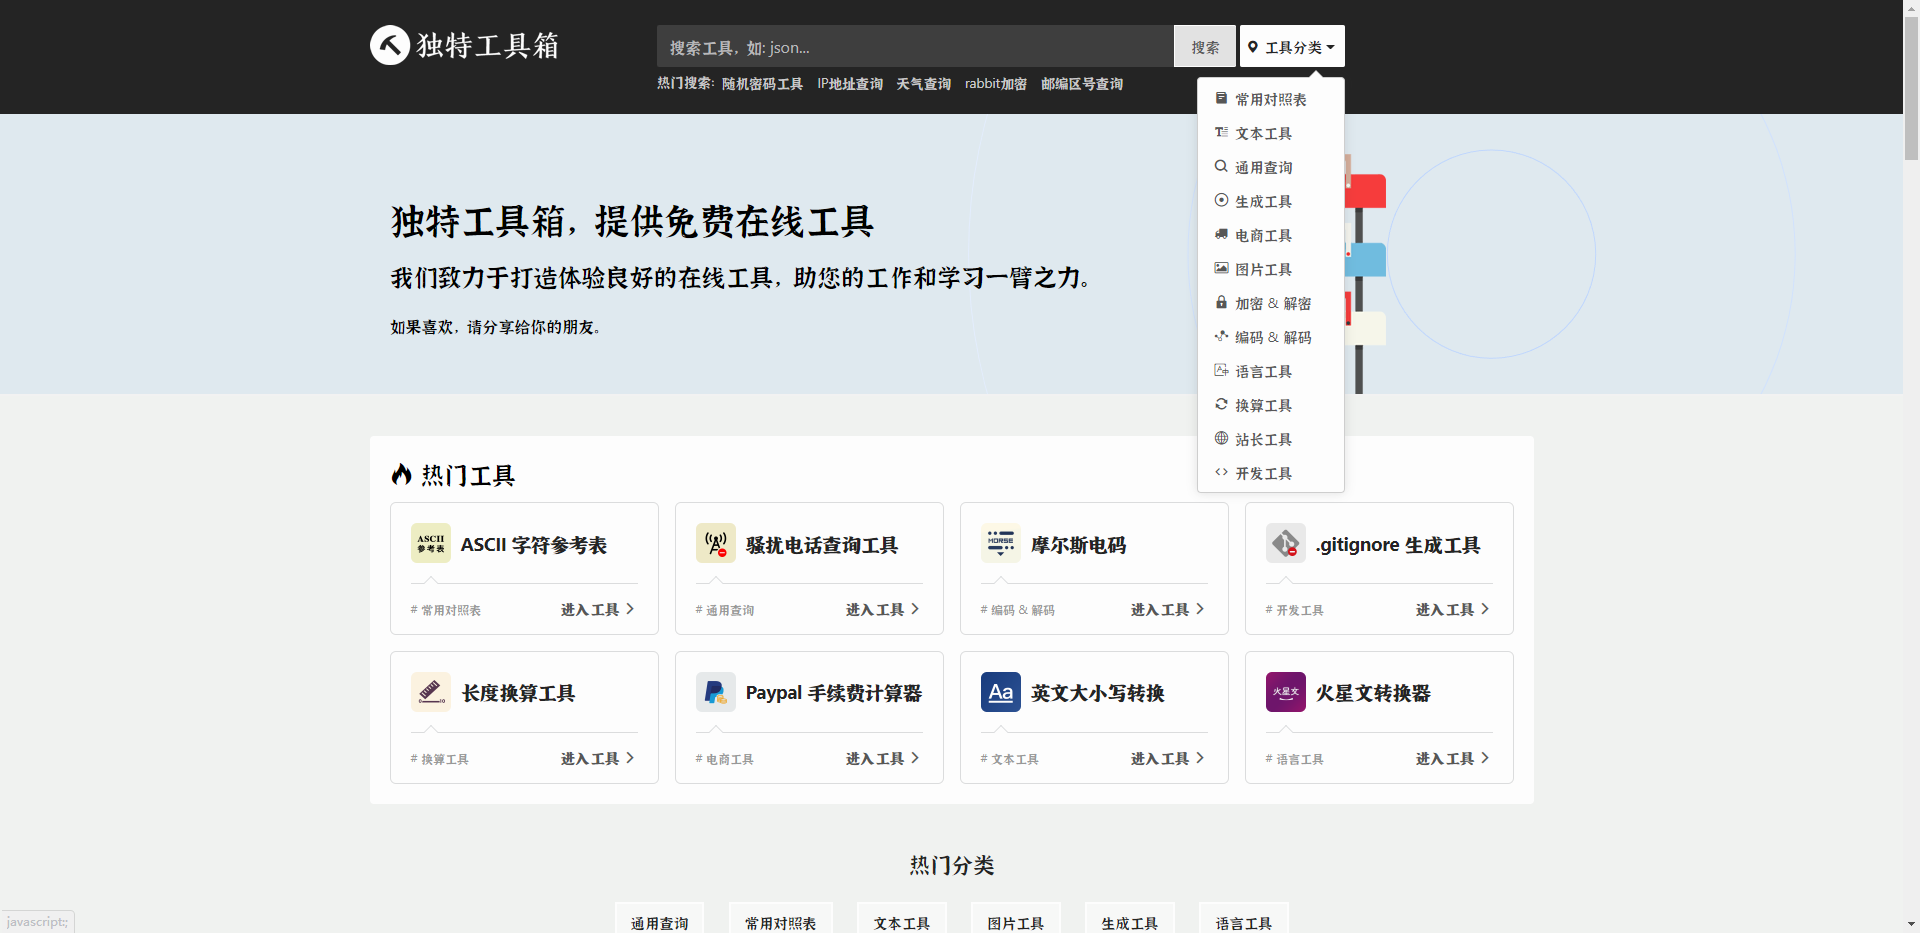 独特工具箱
搜索工具，如: json...
搜索
工具分类
热门搜索: 随机密码工具 IP地址查询 天气查询 rabbit加密 邮编区号查询
常用对照表
文本工具
通用查询
生成工具
电商工具
图片工具
加密 & 解密
编码 & 解码
语言工具
换算工具
站长工具
开发工具
独特工具箱，提供免费在线工具
我们致力于打造体验良好的在线工具，助您的工作和学习一臂之力。
如果喜欢，请分享给你的朋友。
热门工具
ASCII 参考表
ASCII 字符参考表
# 常用对照表 进入工具
骚扰电话查询工具
# 通用查询 进入工具
MORSE
摩尔斯电码
# 编码 & 解码 进入工具
.gitignore 生成工具
# 开发工具 进入工具
长度换算工具
# 换算工具 进入工具
Paypal 手续费计算器
# 电商工具 进入工具
Aa
英文大小写转换
# 文本工具 进入工具
火星文
火星文转换器
# 语言工具 进入工具
热门分类
通用查询 常用对照表 文本工具 图片工具 生成工具 语言工具
javascript:;